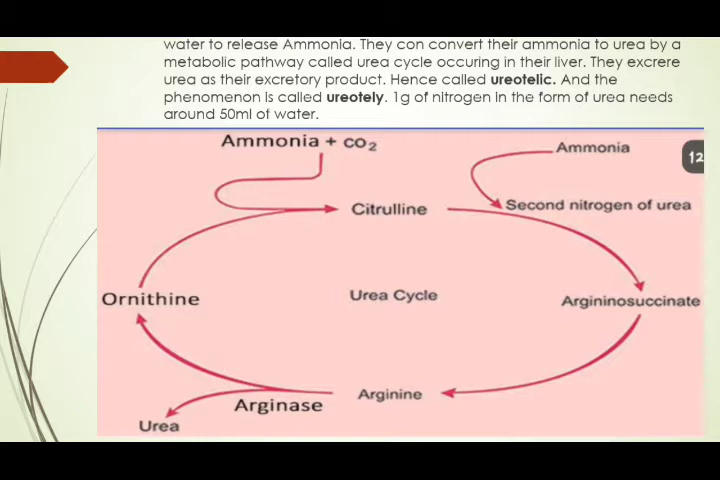 water to release Ammonia. They con convert their ammonia to urea by a
metabolic pathway called urea cycle occuring in their liver. They excrere
urea as their excretory product. Hence called ureotelic. And the
phenomenon is called ureotely. 1g of nitrogen in the form of urea needs
around 50ml of water.
Ammonia + CO₂
Ammonia
12
Citrulline
Second nitrogen of urea
Ornithine
Urea Cycle
Argininosuccinate
Arginine
Arginase
Urea